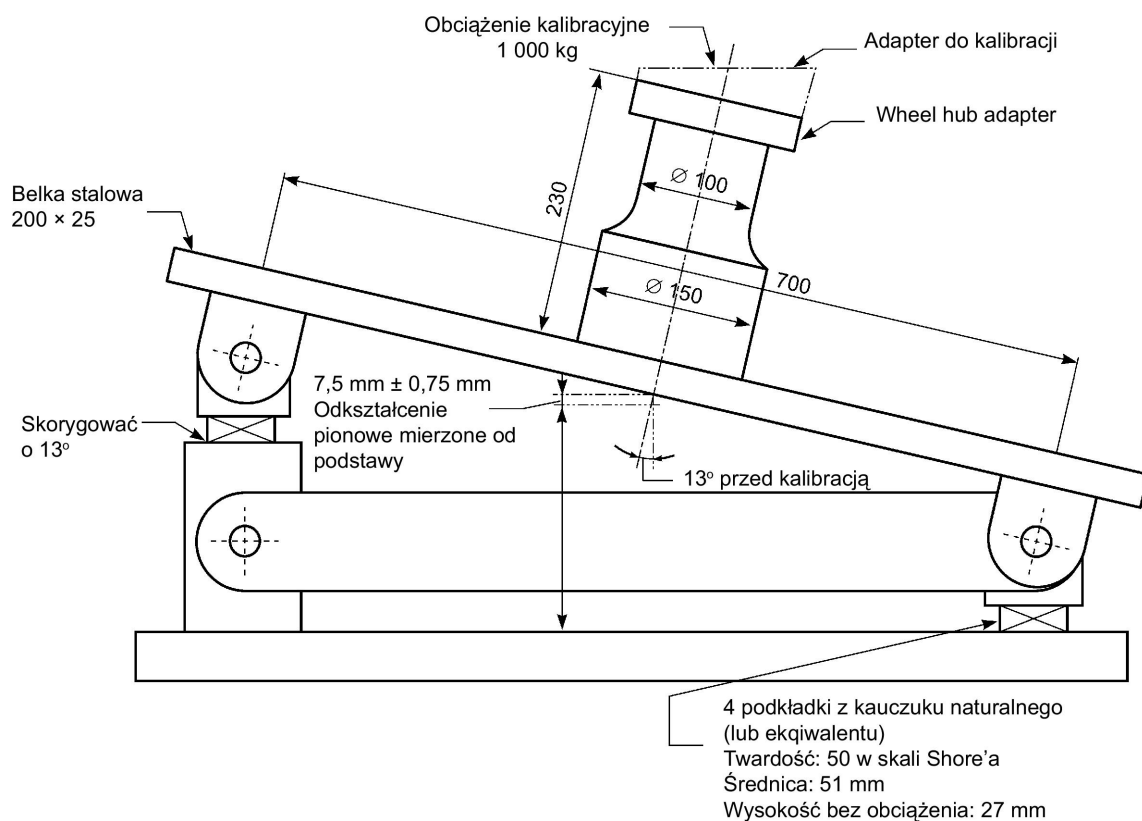 Obciążenie kalibracyjne
1 000 kg
Adapter do kalibracji
Wheel hub adapter
Belka stalowa
200 × 25
230
∅ 100
700
∅ 150
7,5 mm ± 0,75 mm
Odkształcenie
pionowe mierzone od
podstawy
Skorygować
o 13°
13° przed kalibracją
4 podkładki z kauczuku naturalnego
(lub ekqiwalentu)
Twardość: 50 w skali Shore’a
Średnica: 51 mm
Wysokość bez obciążenia: 27 mm